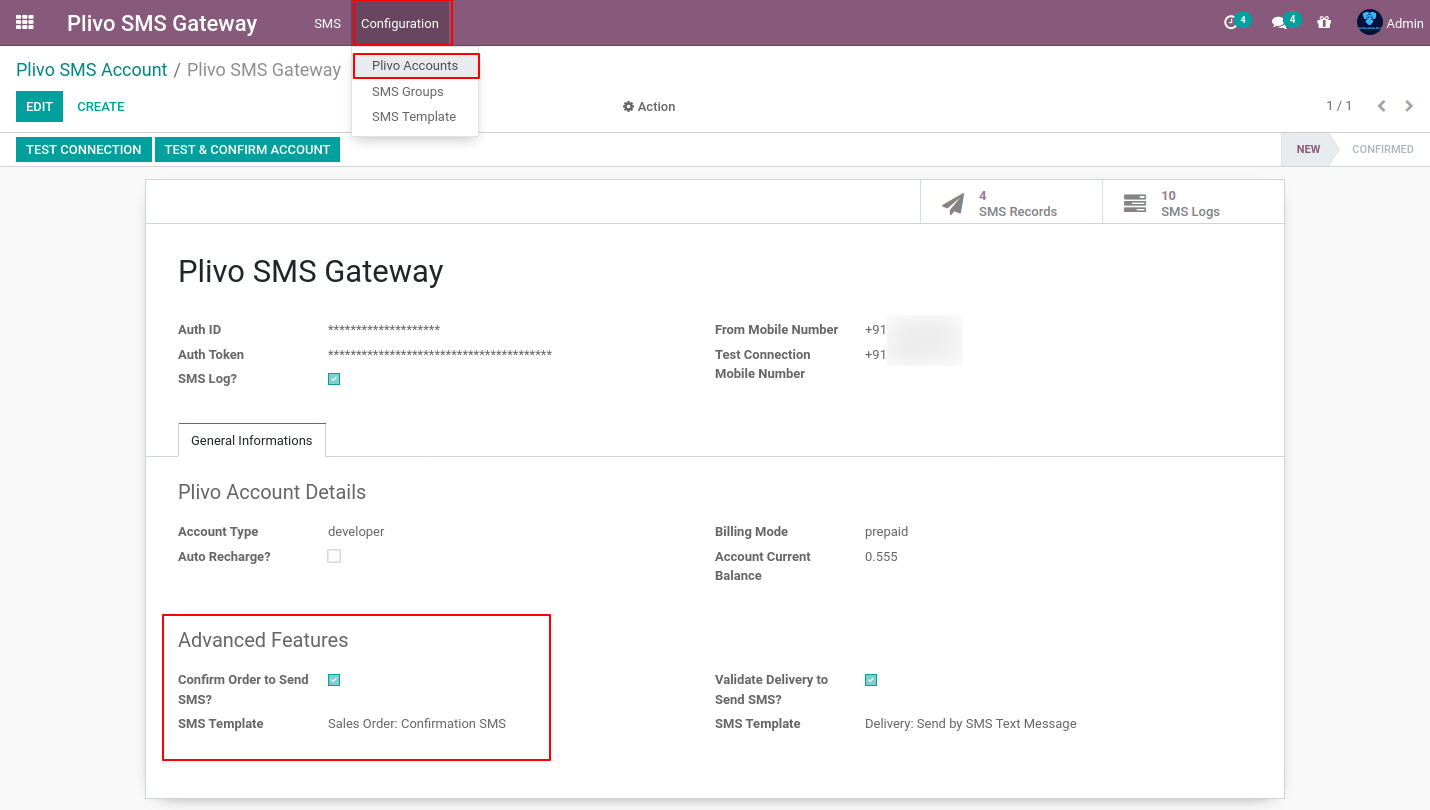 Plivo SMS Gateway SMS Configuration 4 4 Admin
Plivo SMS Account / Plivo SMS Gateway
Plivo Accounts
SMS Groups
SMS Template
EDIT CREATE Action 1 / 1
TEST CONNECTION TEST & CONFIRM ACCOUNT NEW CONFIRMED
4
SMS Records
10
SMS Logs
Plivo SMS Gateway
Auth ID ********************
From Mobile Number +91
Auth Token ****************************************
Test Connection
Mobile Number +91
SMS Log?
General Informations
Plivo Account Details
Account Type developer
Billing Mode prepaid
Auto Recharge?
Account Current
Balance 0.555
Advanced Features
Confirm Order to Send
SMS?
SMS Template Sales Order: Confirmation SMS
Validate Delivery to
Send SMS?
SMS Template Delivery: Send by SMS Text Message